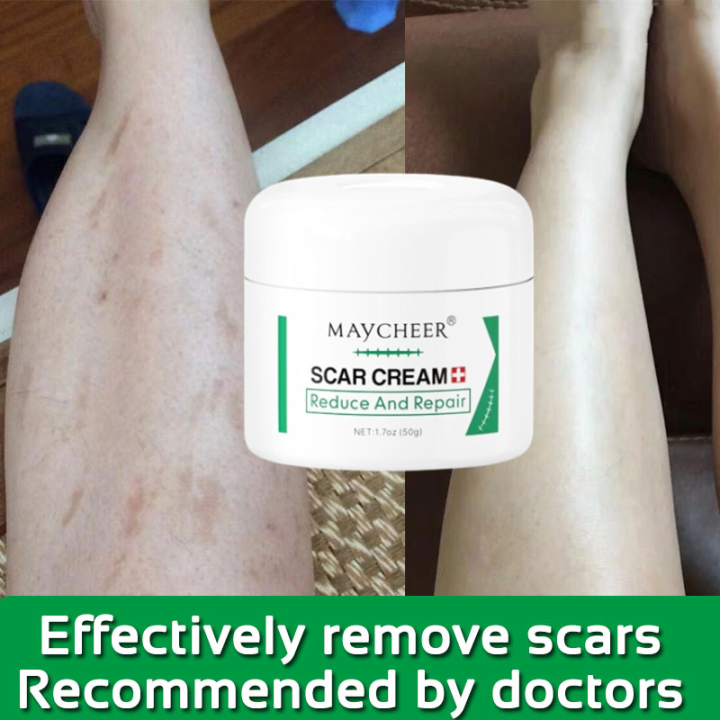 MAYCHEER®
SCAR CREAM
Reduce And Repair
NET:1.7oz (50g)
Effectively remove scars
Recommended by doctors